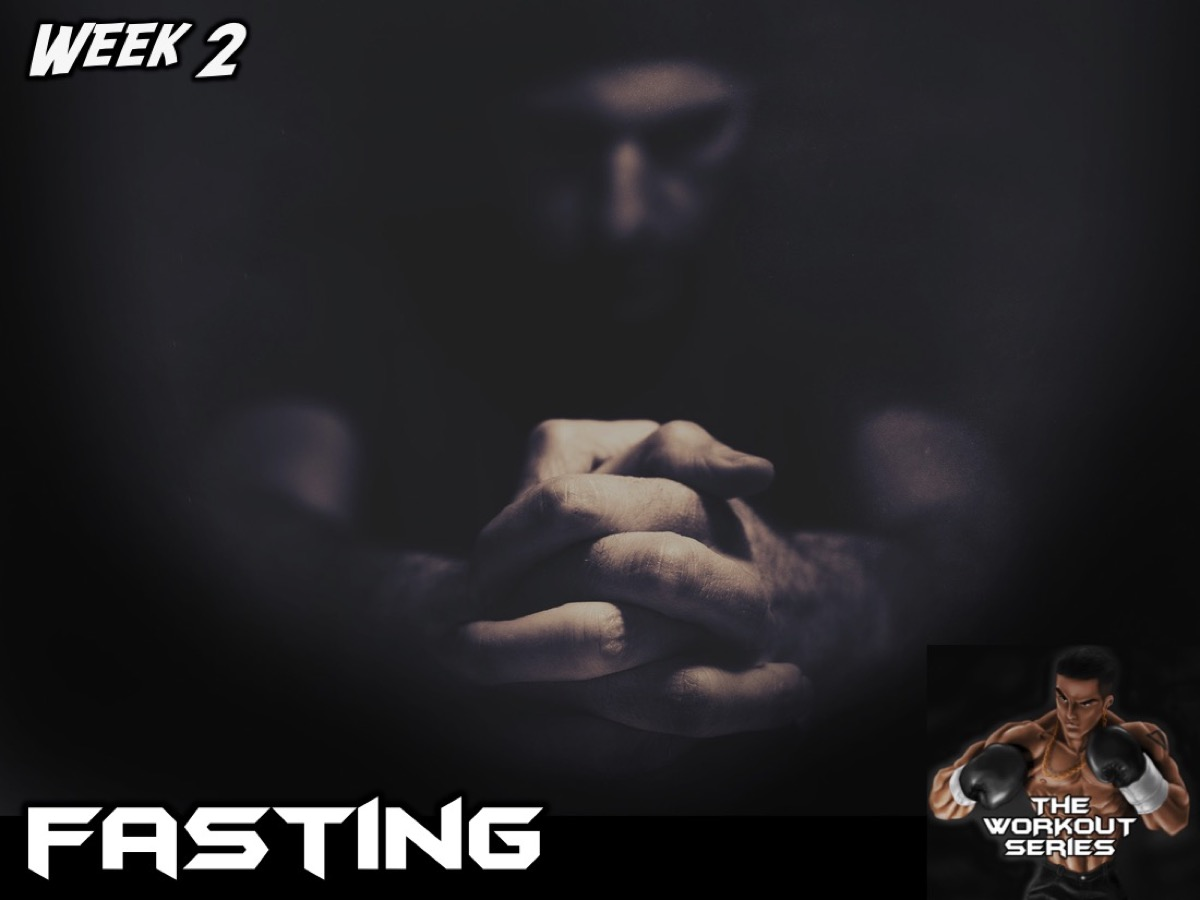 WEEK 2
FASTING
THE
WORKOUT
SERIES